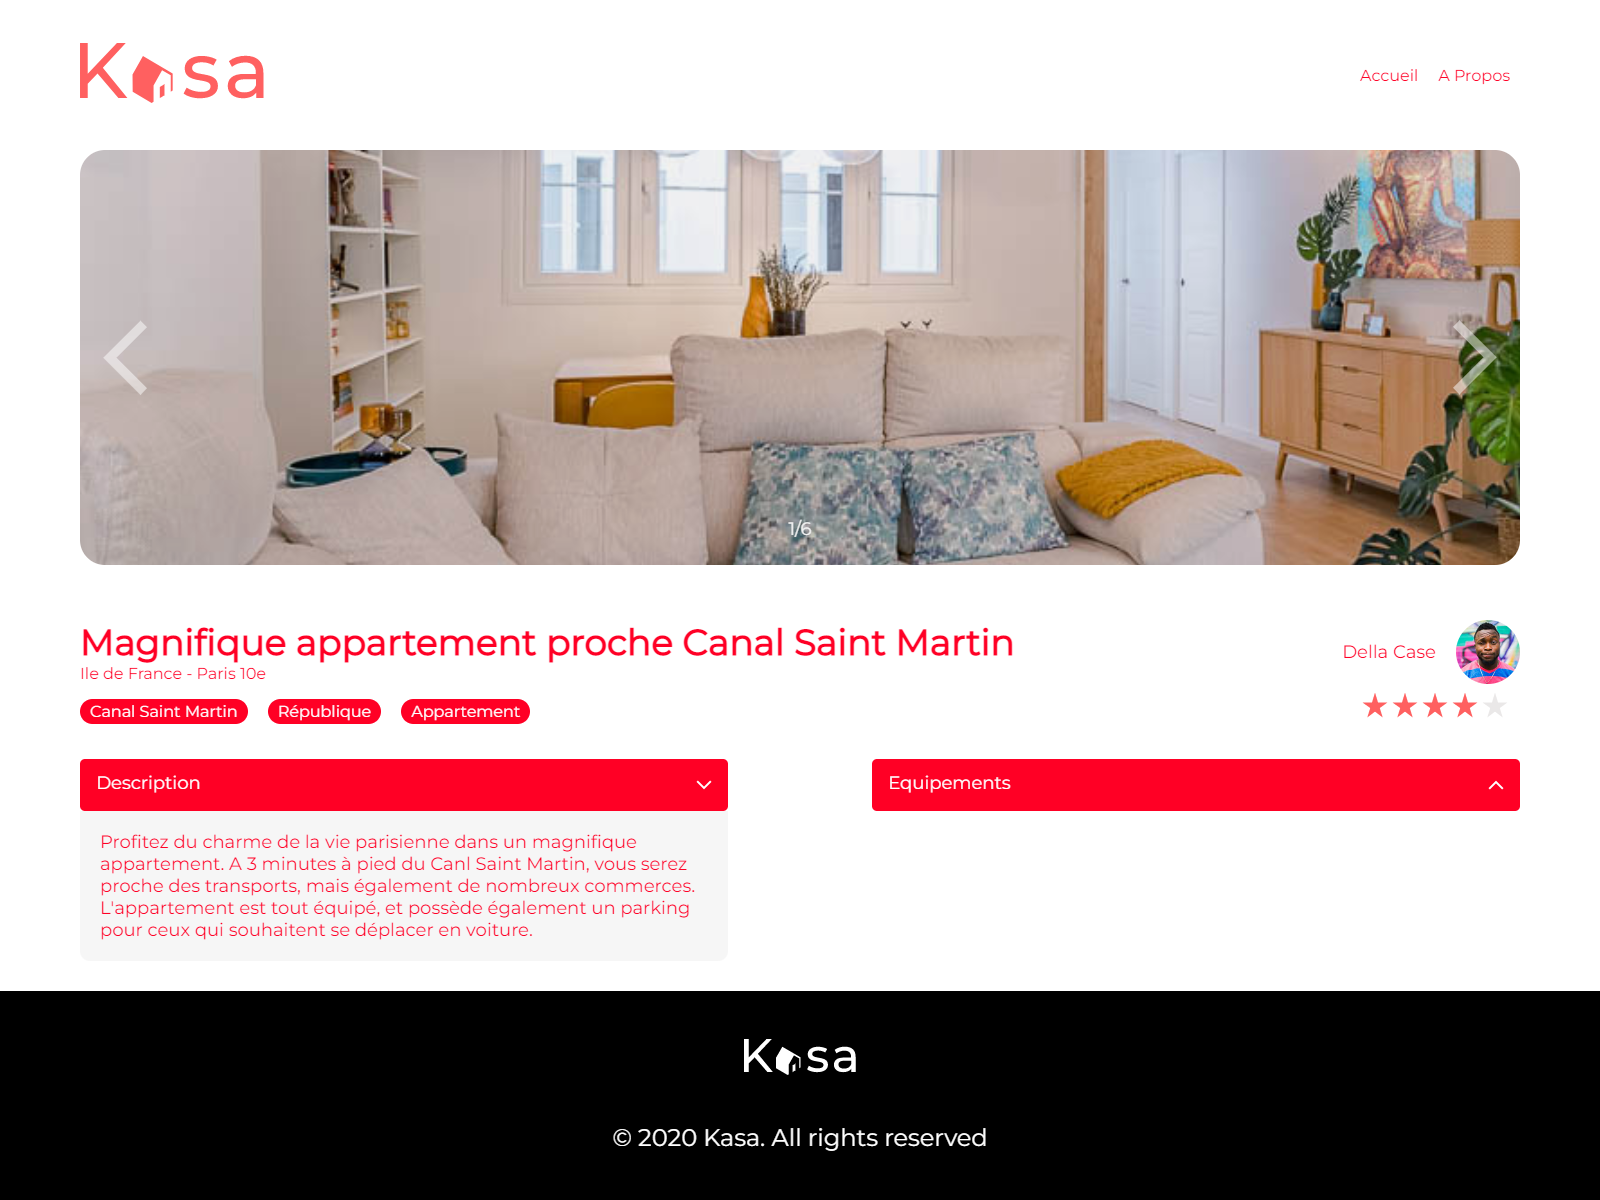 Kasa
Accueil A Propos
1/6
Magnifique appartement proche Canal Saint Martin
Ile de France - Paris 10e
Canal Saint Martin République Appartement
Della Case
Description
Profitez du charme de la vie parisienne dans un magnifique
appartement. A 3 minutes à pied du Canl Saint Martin, vous serez
proche des transports, mais également de nombreux commerces.
L'appartement est tout équipé, et possède également un parking
pour ceux qui souhaitent se déplacer en voiture.
Equipements
Kasa
© 2020 Kasa. All rights reserved